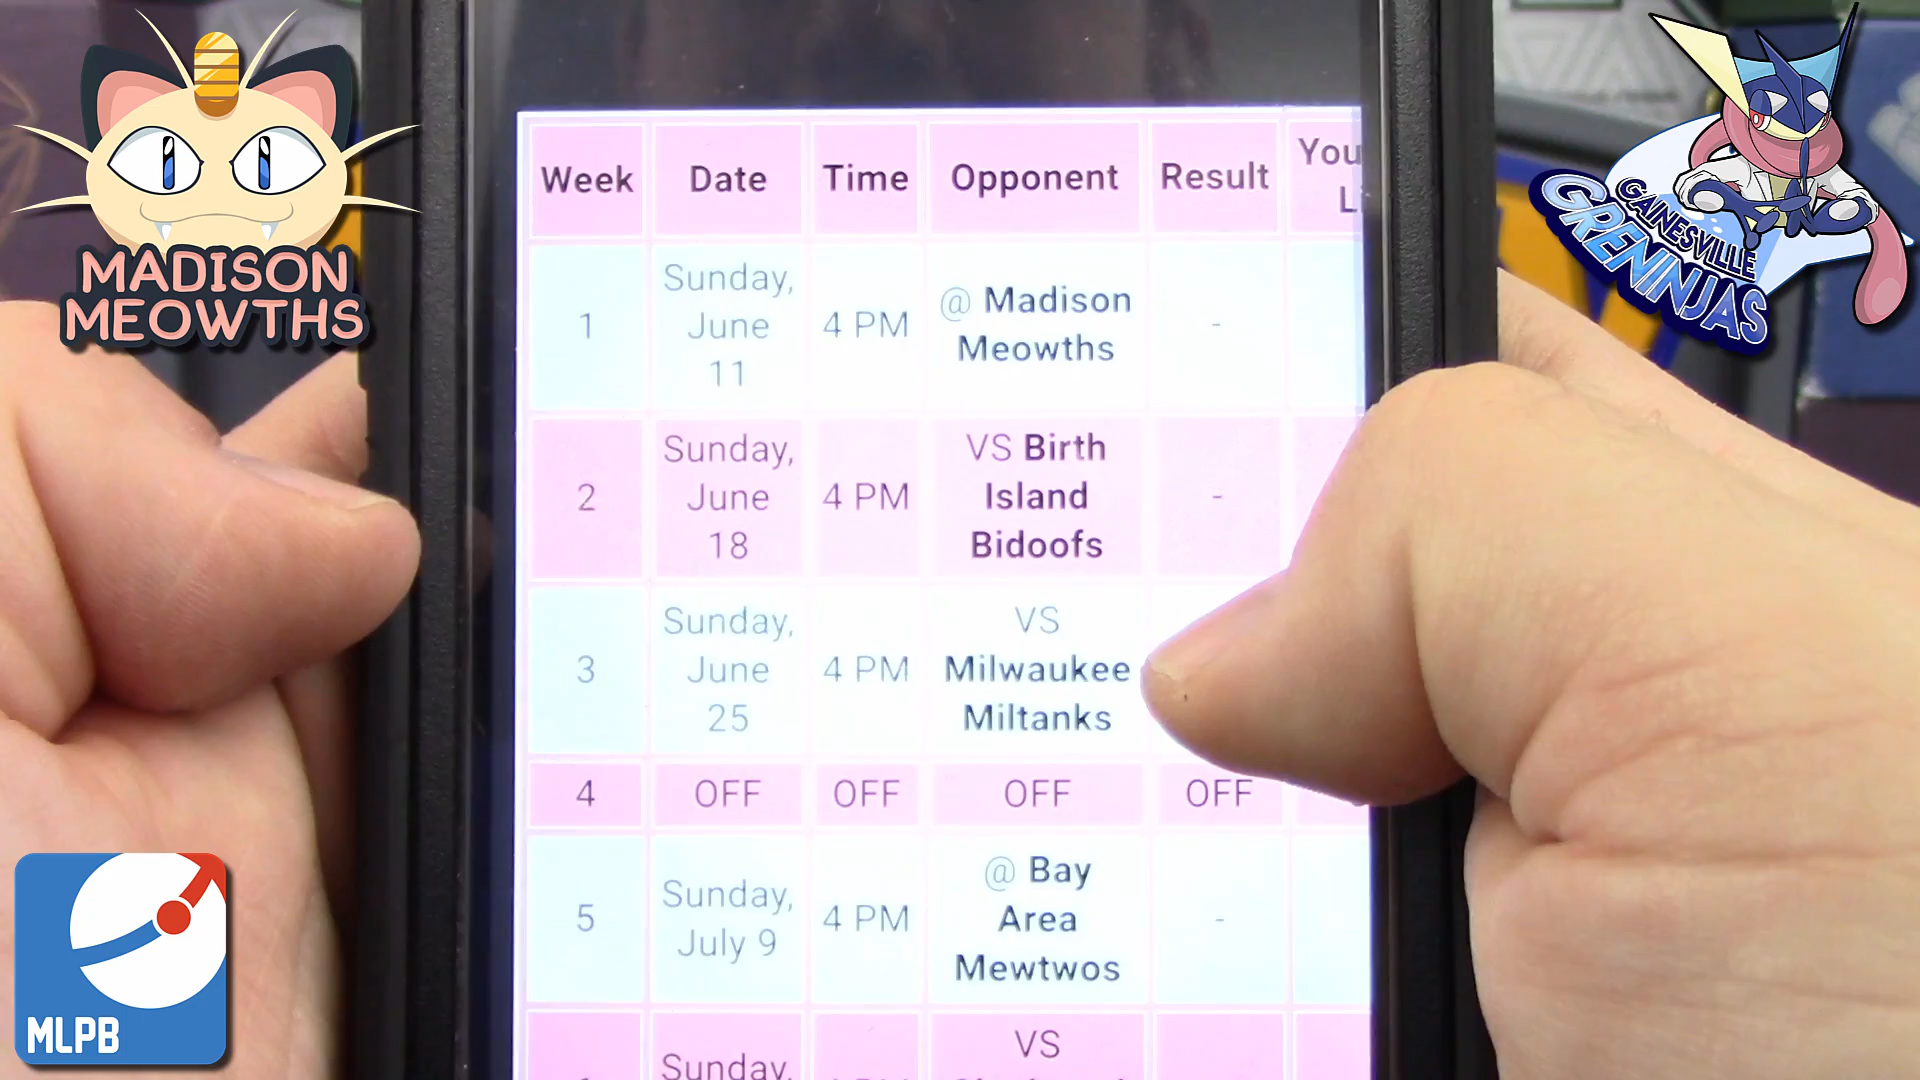 MADISON
MEOWTHS
GAINESVILLE
GRENINJAS
Week Date Time Opponent Result You
1 Sunday, June 11 4 PM @ Madison Meowths -
2 Sunday, June 18 4 PM VS Birth Island Bidoofs -
3 Sunday, June 25 4 PM VS Milwaukee Miltanks
4 OFF OFF OFF OFF
5 Sunday, July 9 4 PM @ Bay Area Mewtwos -
Sunday, VS
MLPB